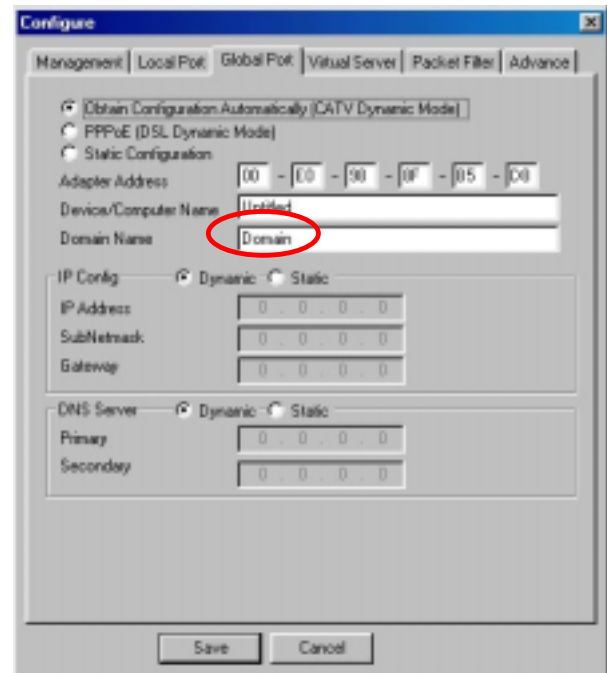 Configure
Management Local Port Global Port Virtual Server Packet Filter Advance
Obtain Configuration Automatically (CATV Dynamic Mode)
PPPoE (DSL Dynamic Mode)
Static Configuration
Adapter Address 00 - E0 - 98 - 0F - 05 - D0
Device/Computer Name Untitled
Domain Name Domain
IP Config Dynamic Static
IP Address 0 . 0 . 0 . 0
SubNetmask 0 . 0 . 0 . 0
Gateway 0 . 0 . 0 . 0
DNS Server Dynamic Static
Primary 0 . 0 . 0 . 0
Secondary 0 . 0 . 0 . 0
Save Cancel